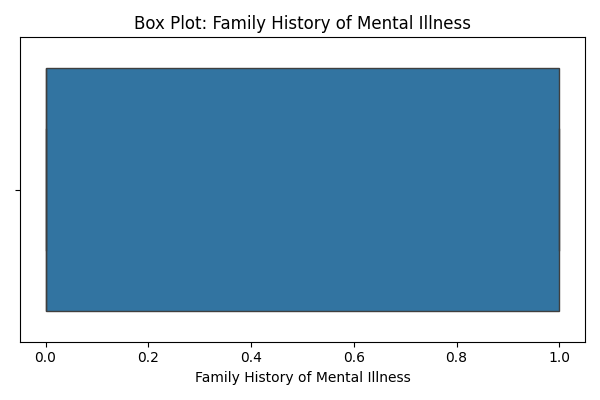 Box Plot: Family History of Mental Illness
0.0 0.2 0.4 0.6 0.8 1.0
Family History of Mental Illness